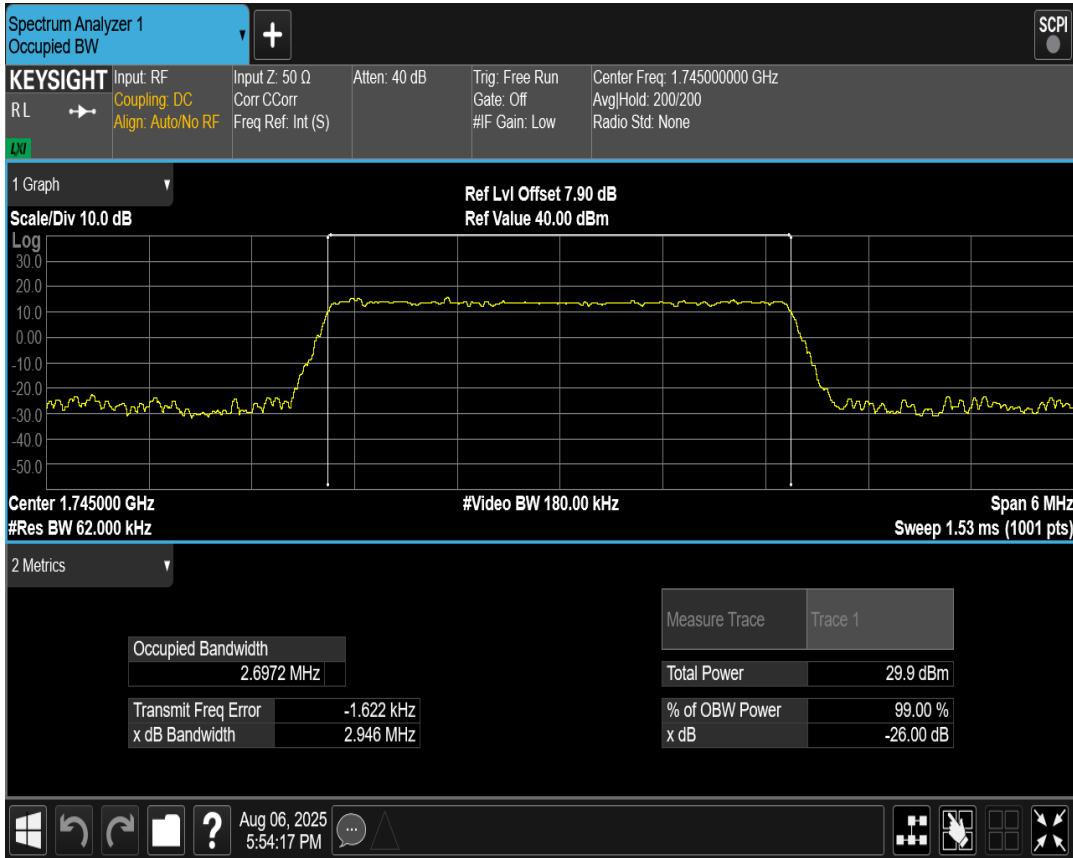 Spectrum Analyzer 1
Occupied BW
+
SCPI
KEYSIGHT
R L
LXI
Input: RF
Coupling: DC
Align: Auto/No RF
Input Z: 50 Ω
Corr CCorr
Freq Ref: Int (S)
Atten: 40 dB
Trig: Free Run
Gate: Off
#IF Gain: Low
Center Freq: 1.745000000 GHz
Avg|Hold: 200/200
Radio Std: None
1 Graph
Scale/Div 10.0 dB
Ref Lvl Offset 7.90 dB
Ref Value 40.00 dBm
Log
30.0
20.0
10.0
0.00
-10.0
-20.0
-30.0
-40.0
-50.0
Center 1.745000 GHz
#Res BW 62.000 kHz
#Video BW 180.00 kHz
Span 6 MHz
Sweep 1.53 ms (1001 pts)
2 Metrics
Occupied Bandwidth
2.6972 MHz
Transmit Freq Error -1.622 kHz
x dB Bandwidth 2.946 MHz
Measure Trace Trace 1
Total Power 29.9 dBm
% of OBW Power 99.00 %
x dB -26.00 dB
?
Aug 06, 2025
5:54:17 PM